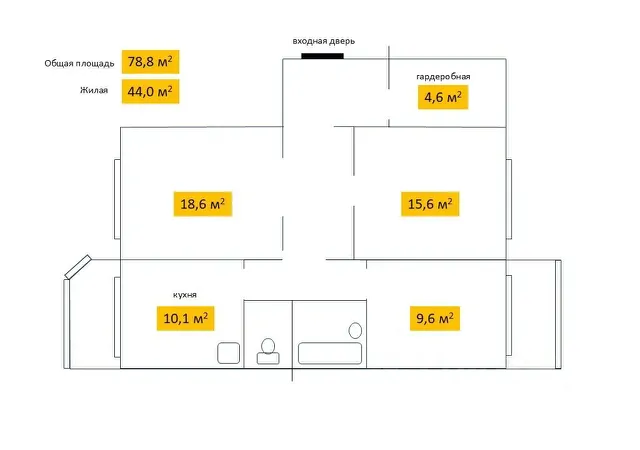 входная дверь
Общая площадь 78,8 м²
гардеробная
Жилая 44,0 м²
4,6 м²
18,6 м²
15,6 м²
кухня
10,1 м²
9,6 м²